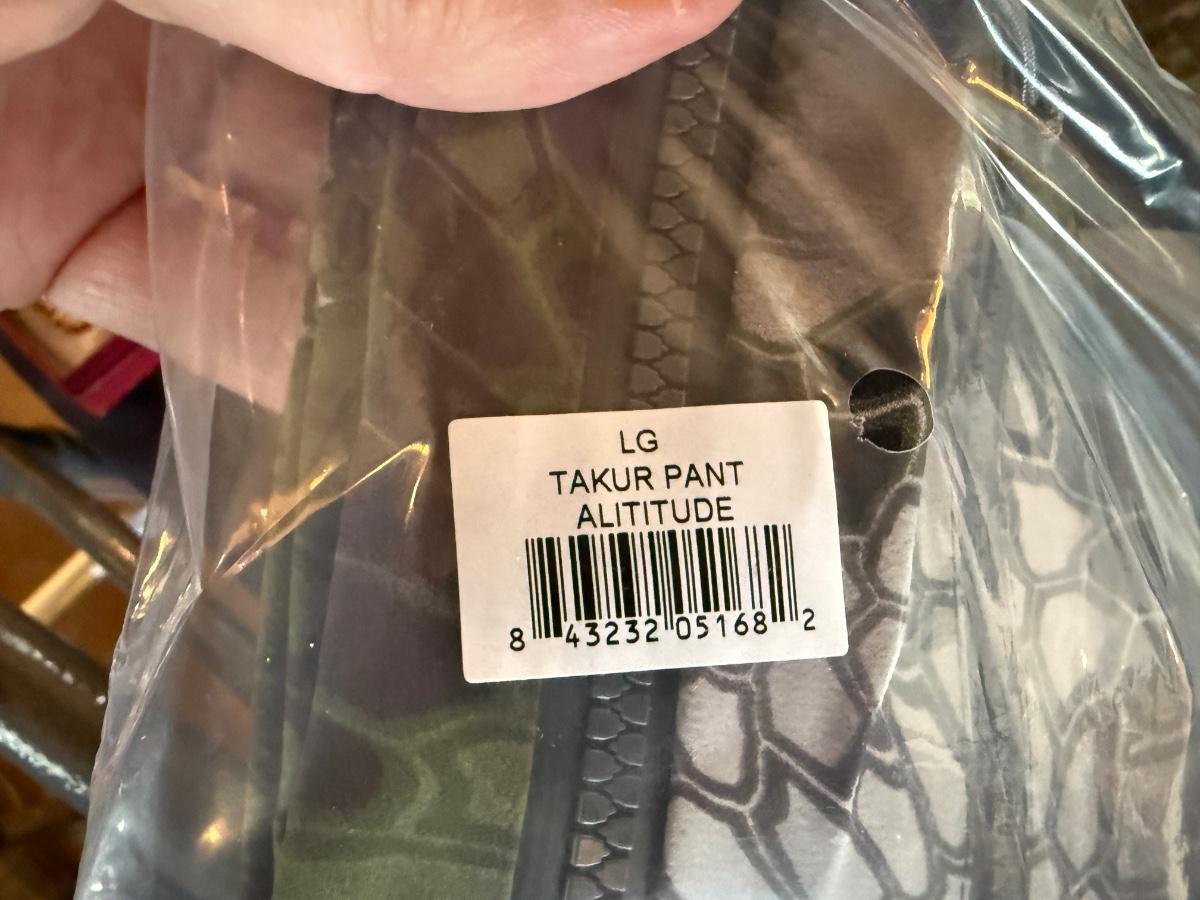 LG
TAKUR PANT
ALITITUDE
8 43232 05168 2